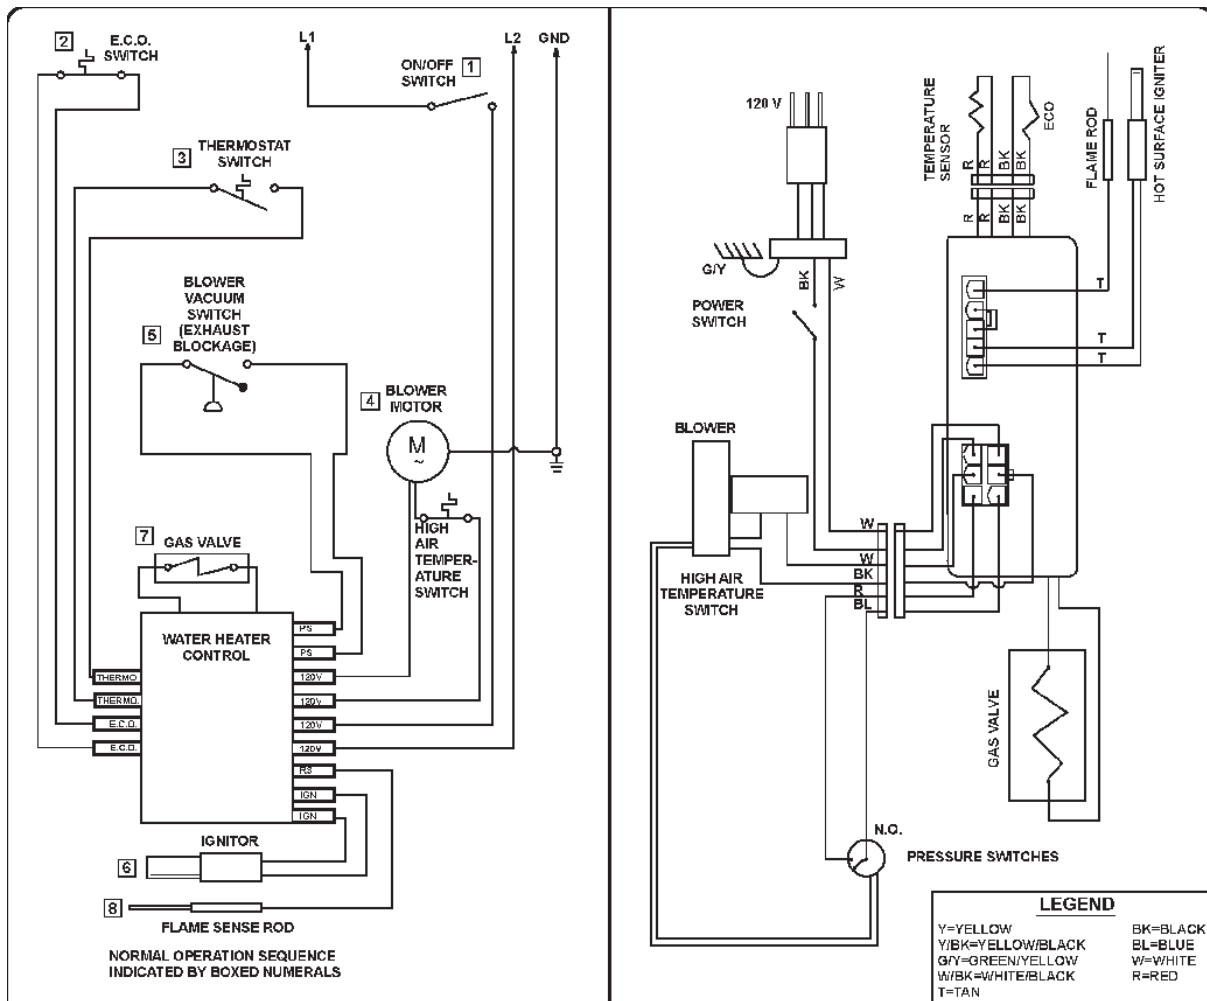 2
E.C.O.
SWITCH
L1
L2
GND
ON/OFF
SWITCH
1
3
THERMOSTAT
SWITCH
BLOWER
VACUUM
SWITCH
(EXHAUST
BLOCKAGE)
5
4
BLOWER
MOTOR
M
~
HIGH
AIR
TEMPER-
ATURE
SWITCH
7
GAS VALVE
WATER HEATER
CONTROL
THERMO
THERMO.
E.C.O.
E.C.O.
PS
PS
120V
120V
120V
120V
RS
IGN
IGN
IGNITOR
6
8
FLAME SENSE ROD
NORMAL OPERATION SEQUENCE
INDICATED BY BOXED NUMERALS
120 V
TEMPERATURE
SENSOR
ECO
FLAME ROD
HOT SURFACE IGNITER
R
R
BK
BK
R
R
BK
BK
G/Y
BK
W
POWER
SWITCH
T
T
T
BLOWER
HIGH AIR
TEMPERATURE
SWITCH
W
W
BK
R
BL
GAS VALVE
N.O.
PRESSURE SWITCHES
LEGEND
Y=YELLOW
Y/BK=YELLOW/BLACK
G/Y=GREEN/YELLOW
W/BK=WHITE/BLACK
T=TAN
BK=BLACK
BL=BLUE
W=WHITE
R=RED